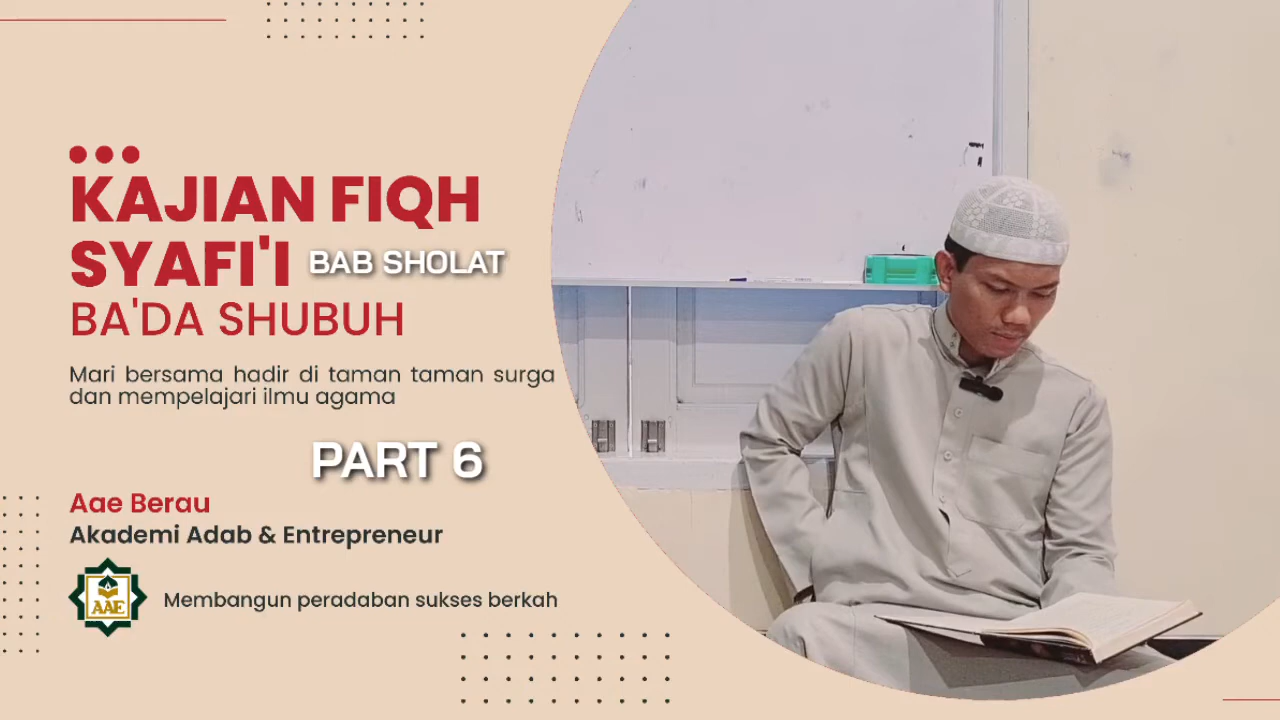 KAJIAN FIQH
SYAFI'I BAB SHOLAT
BA'DA SHUBUH
Mari bersama hadir di taman taman surga
dan mempelajari ilmu agama
PART 6
Aae Berau
Akademi Adab & Entrepreneur
AAE
Membangun peradaban sukses berkah